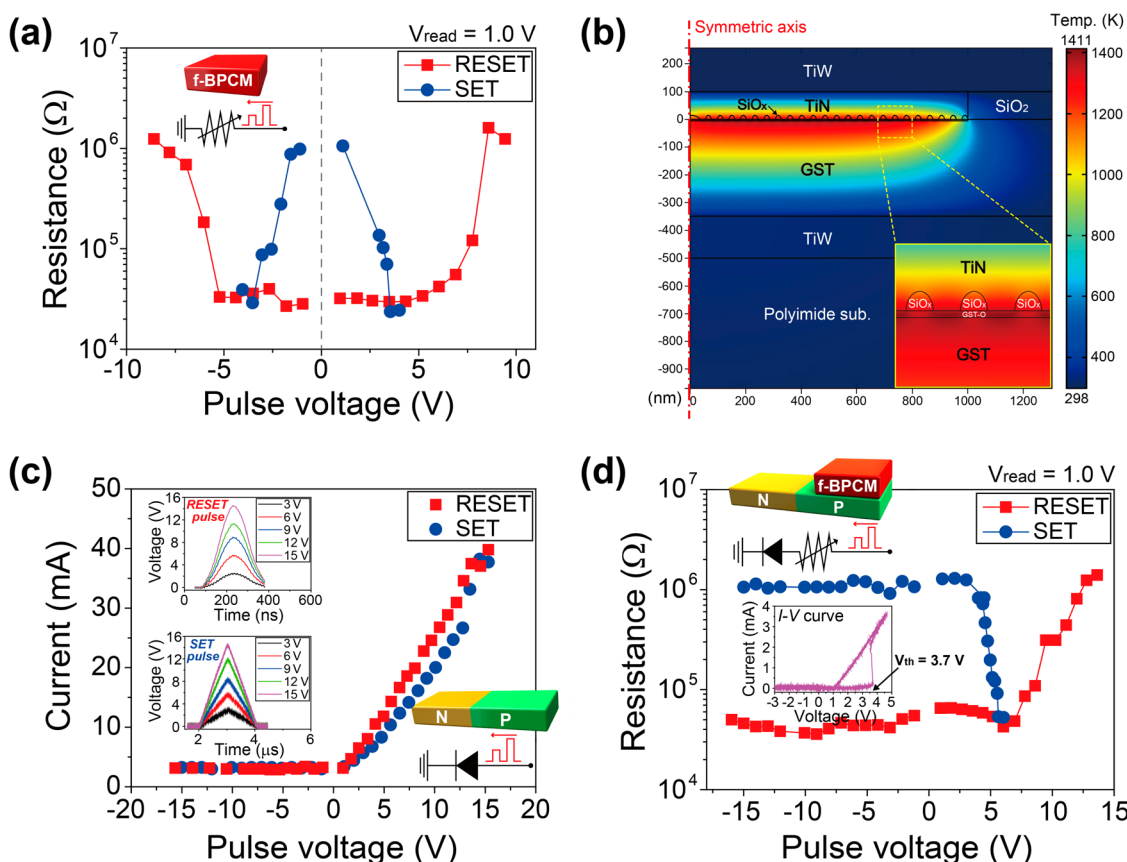 (a)
V_read = 1.0 V
f-BPCM
RESET
SET
10^7
10^6
10^5
10^4
Resistance (Ω)
-10
-5
0
5
10
Pulse voltage (V)
(b)
Symmetric axis
Temp. (K)
1411
1400
1200
1000
800
600
400
298
TiW
SiOx
TiN
SiO2
GST
TiW
Polyimide sub.
TiN
SiOx
SiOx
SiOx
GST-O
GST
200
100
0
-100
-200
-300
-400
-500
-600
-700
-800
-900
(nm)
0
200
400
600
800
1000
1200
(c)
RESET
SET
50
40
30
20
10
0
Current (mA)
-20
-15
-10
-5
0
5
10
15
20
Pulse voltage (V)
RESET
pulse
3 V
6 V
9 V
12 V
15 V
16
12
8
4
0
Voltage (V)
0
200
400
600
Time (ns)
SET
pulse
3 V
6 V
9 V
12 V
15 V
16
12
8
4
0
Voltage (V)
2
4
6
Time (μs)
N
P
(d)
V_read = 1.0 V
f-BPCM
N
P
RESET
SET
10^7
10^6
10^5
10^4
Resistance (Ω)
-15
-10
-5
0
5
10
15
Pulse voltage (V)
I-V curve
V_th = 3.7 V
4
3
2
1
0
Current (mA)
-3
-2
-1
0
1
2
3
4
5
Voltage (V)